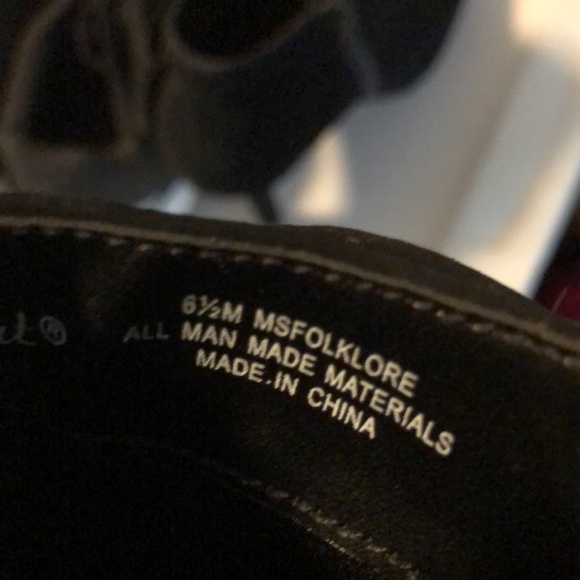 6½M MSFOLKLORE
ALL MAN MADE MATERIALS
MADE.IN CHINA